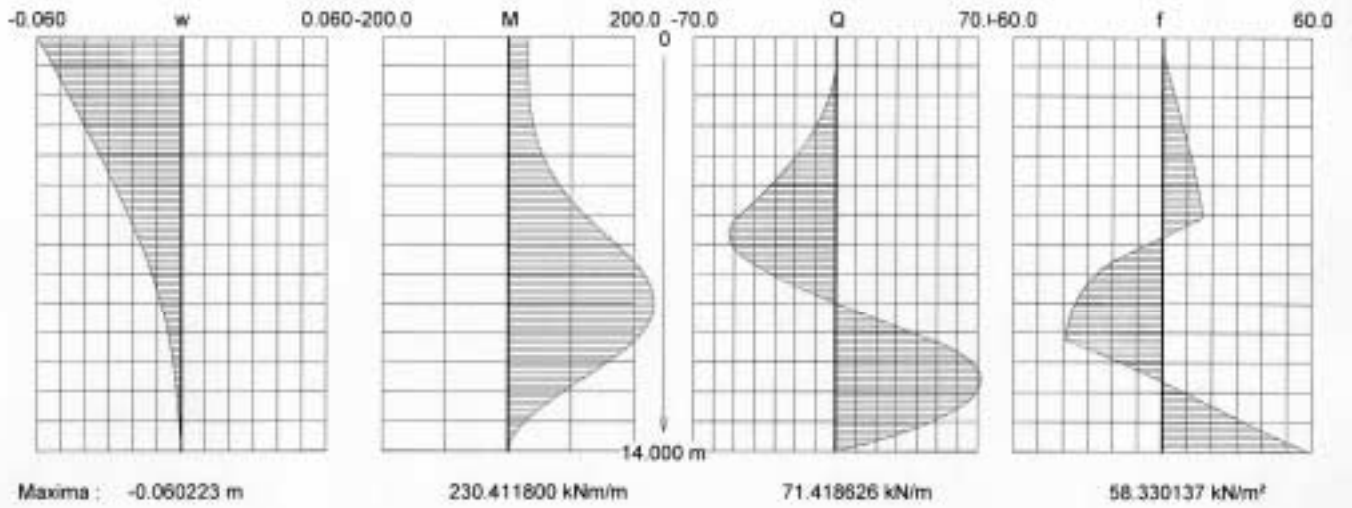 -0.060 w 0.060 -200.0 M 200.0 -70.0 Q 70.0 -60.0 f 60.0
0
14.000 m
Maxima : -0.060223 m 230.411800 kNm/m 71.418626 kN/m 58.330137 kN/m²